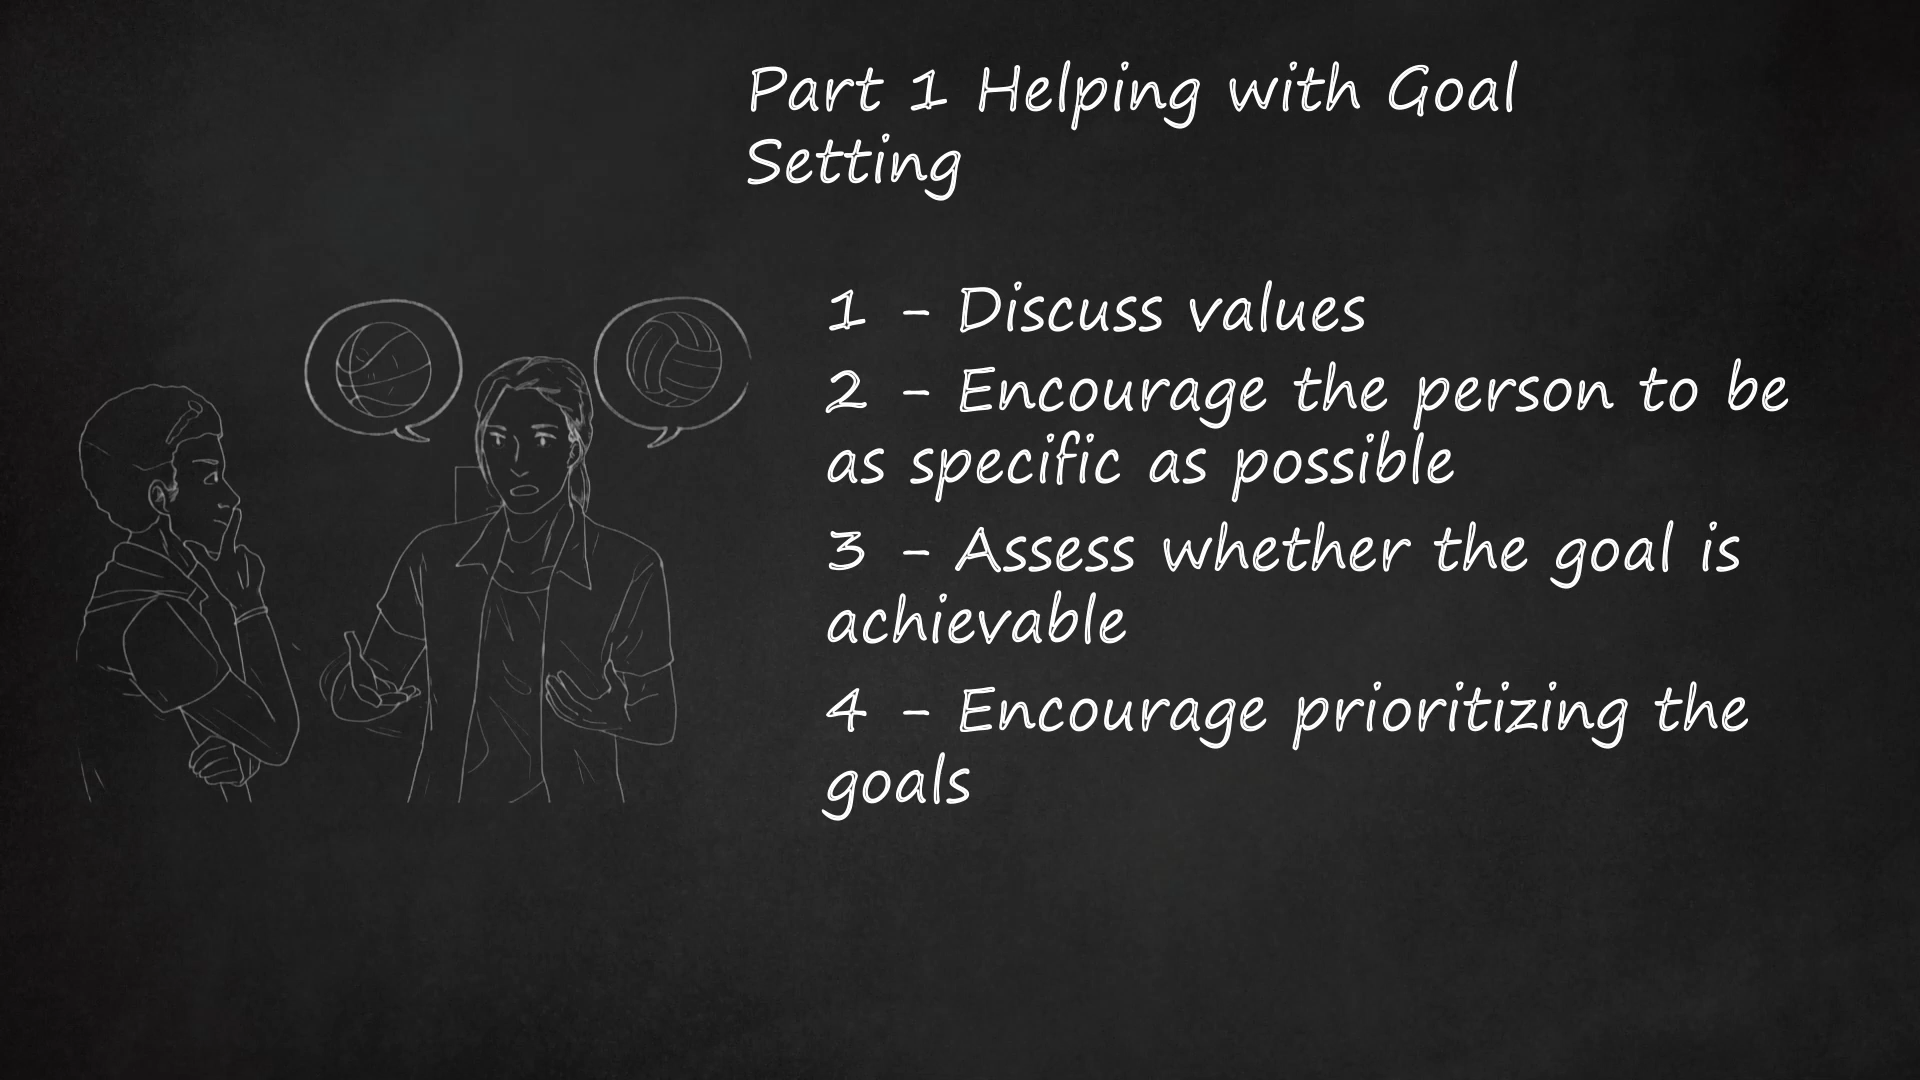 Part 1 Helping with Goal
Setting
1 - Discuss values
2 - Encourage the person to be
as specific as possible
3 - Assess whether the goal is
achievable
4 - Encourage prioritizing the
goals